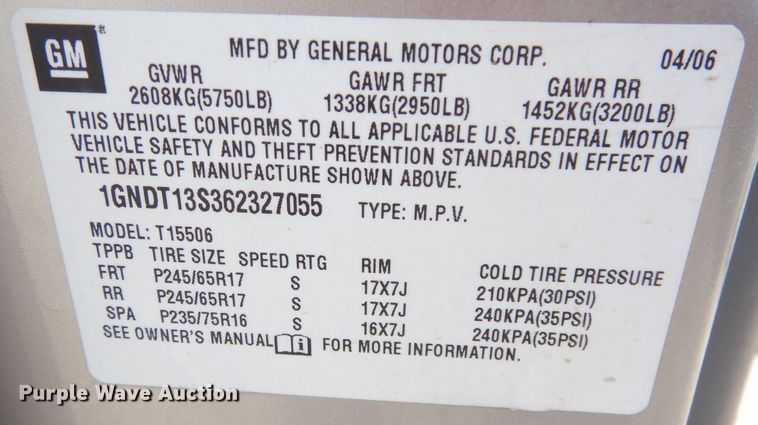 GM®
MFD BY GENERAL MOTORS CORP. 04/06
GVWR GAWR FRT GAWR RR
2608KG(5750LB) 1338KG(2950LB) 1452KG(3200LB)
THIS VEHICLE CONFORMS TO ALL APPLICABLE U.S. FEDERAL MOTOR
VEHICLE SAFETY AND THEFT PREVENTION STANDARDS IN EFFECT ON
THE DATE OF MANUFACTURE SHOWN ABOVE.
1GNDT13S362327055 TYPE: M.P.V.
MODEL: T15506
TPPB TIRE SIZE SPEED RTG RIM COLD TIRE PRESSURE
FRT P245/65R17 S 17X7J 210KPA(30PSI)
RR P245/65R17 S 17X7J 240KPA(35PSI)
SPA P235/75R16 S 16X7J 240KPA(35PSI)
SEE OWNER'S MANUAL i FOR MORE INFORMATION.
Purple Wave Auction